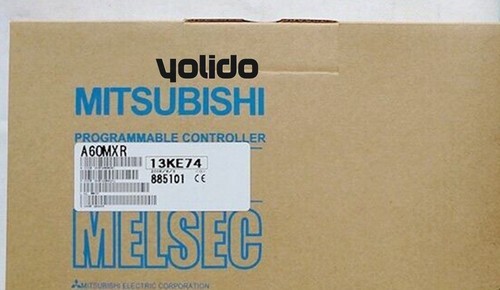 yolido
MITSUBISHI
PROGRAMMABLE CONTROLLER
A60MXR
13KE74
885101 CE
MELSEC
MITSUBISHI ELECTRIC CORPORATION